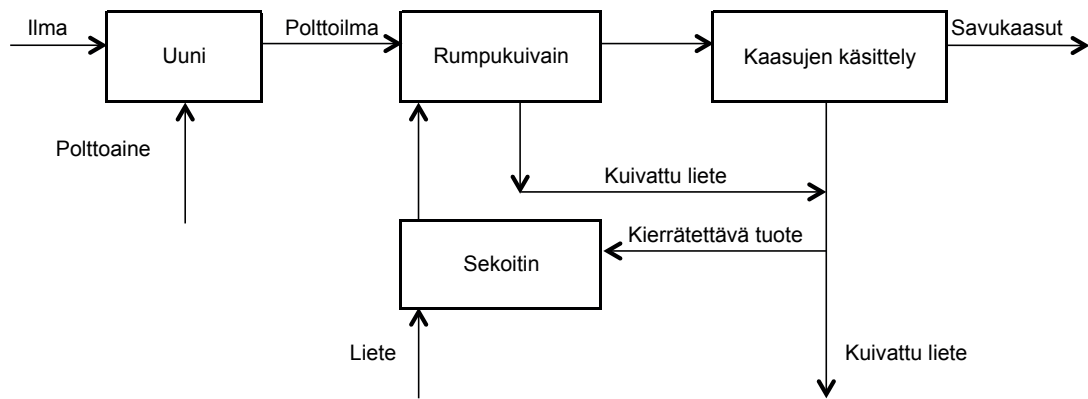 Ilma
Uuni
Polttoilma
Rumpukuivain
Kaasujen käsittely
Savukaasut
Polttoaine
Kuivattu liete
Kierrätettävä tuote
Sekoitin
Liete
Kuivattu liete